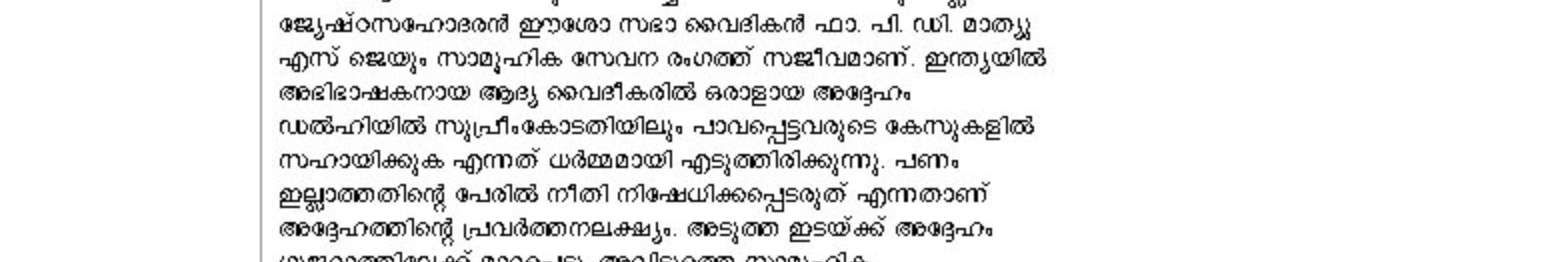 ജ്യേഷ്ഠസഹോദരൻ ഈശോ സഭാ വൈദികൻ ഫാ. പി. ഡി. മാത്യു
എസ് ജെയും സാമൂഹിക സേവന രംഗത്ത് സജീവമാണ്. ഇന്ത്യയിൽ
അഭിഭാഷകനായ ആദ്യ വൈദീകരിൽ ഒരാളായ അദ്ദേഹം
ഡൽഹിയിൽ സുപ്രീംകോടതിയിലും പാവപ്പെട്ടവരുടെ കേസുകളിൽ
സഹായിക്കുക എന്നത് ധർമ്മമായി എടുത്തിരിക്കുന്നു. പണം
ഇല്ലാത്തതിന്റെ പേരിൽ നീതി നിഷേധിക്കപ്പെടരുത് എന്നതാണ്
അദ്ദേഹത്തിന്റെ പ്രവർത്തനലക്ഷ്യം. അടുത്ത ഇടയ്ക്ക് അദ്ദേഹം